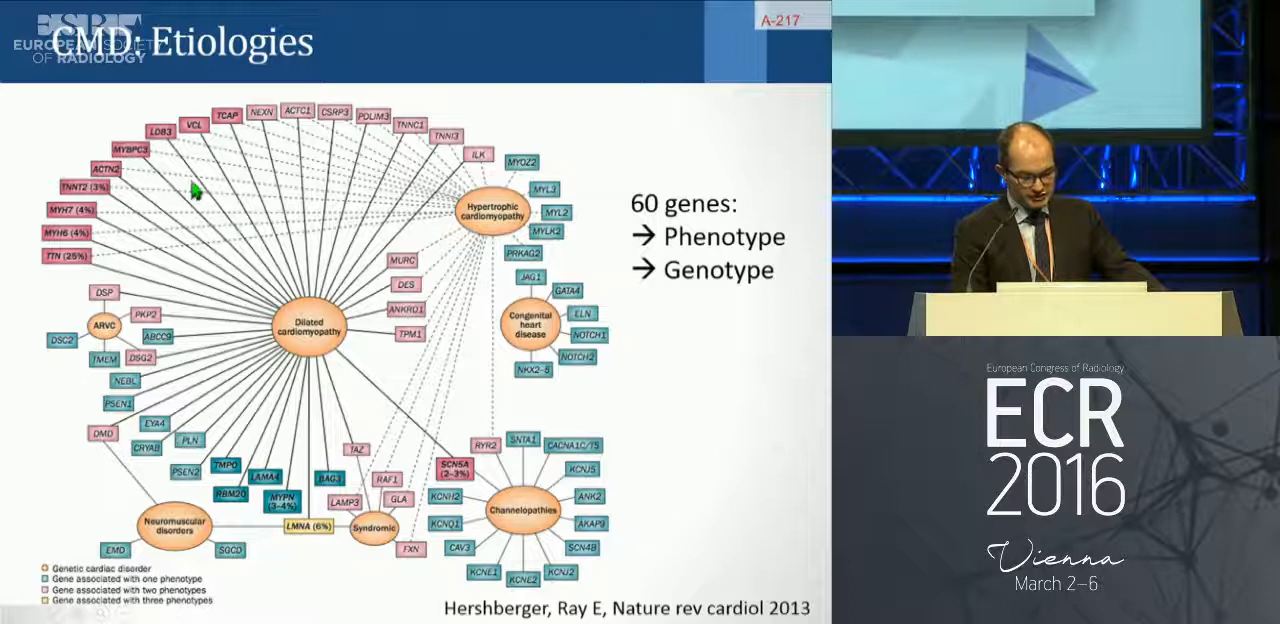 CMD: Etiologies
EUROPEAN SOCIETY
OF RADIOLOGY
A-217
LDB3
VCL
TCAP
NEXN
ACTC1
CSRP3
PDLIM3
TNNC1
TNNI3
ILK
MYBPC3
ACTN2
TNNT2 (3%)
MYH7 (4%)
MYH6 (4%)
TTN (25%)
MYOZ2
MYL3
MYL2
MYLK2
PRKAG2
Hypertrophic
cardiomyopathy
60 genes:
→ Phenotype
→ Genotype
MURC
DES
ANKRD1
TPM1
Dilated
cardiomyopathy
DSP
PKP2
ARVC
ABCC9
DSC2
TMEM
DSG2
NEBL
PSEN1
DMD
EYA4
CRYAB
PLN
PSEN2
TMPO
LAMA4
RBM20
MYPN
(3–4%)
BAG3
JAG1
GATA4
ELN
NOTCH1
NOTCH2
NKX2-5
Congenital
heart
disease
TAZ
RAF1
LAMP3
GLA
Syndromic
FXN
LMNA (6%)
Neuromuscular
disorders
EMD
SGCD
RYR2
SNTA1
CACNA1C/TS
SCN5A
(2–3%)
KCNJ5
KCNH2
ANK2
Channelopathies
KCNQ1
AKAP9
CAV3
SCN4B
KCNE1
KCNE2
KCNJ2
Genetic cardiac disorder
Gene associated with one phenotype
Gene associated with two phenotypes
Gene associated with three phenotypes
Hershberger, Ray E, Nature rev cardiol 2013
European Congress of Radiology
ECR
2016
Vienna
March 2–6